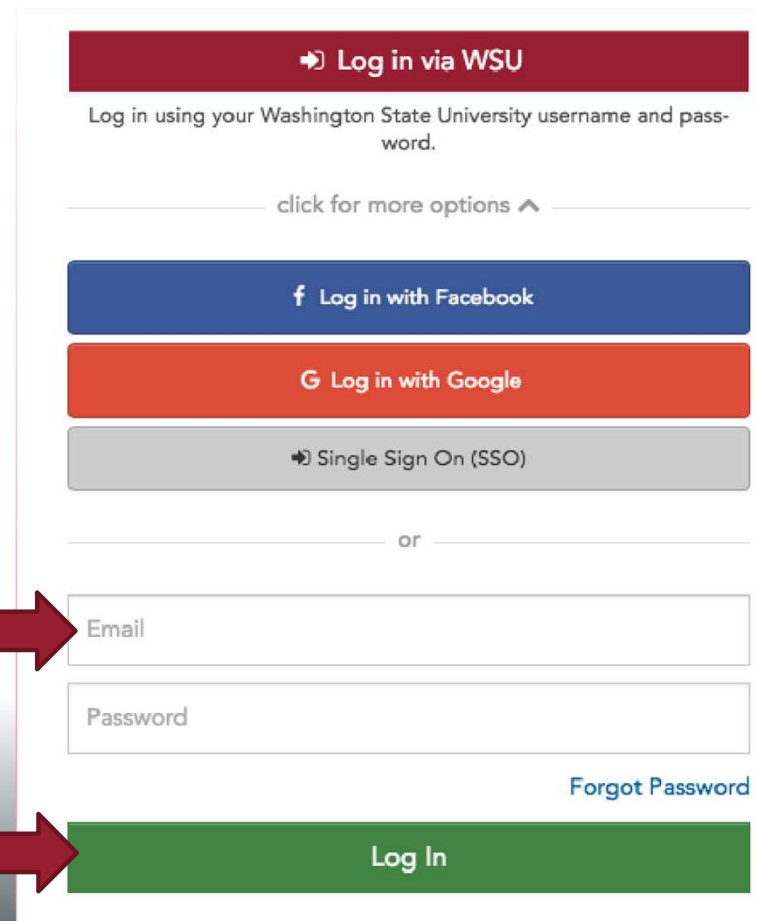 Log in via WSU
Log in using your Washington State University username and pass-
word.
click for more options
f Log in with Facebook
G Log in with Google
Single Sign On (SSO)
or
Email
Password
Forgot Password
Log In